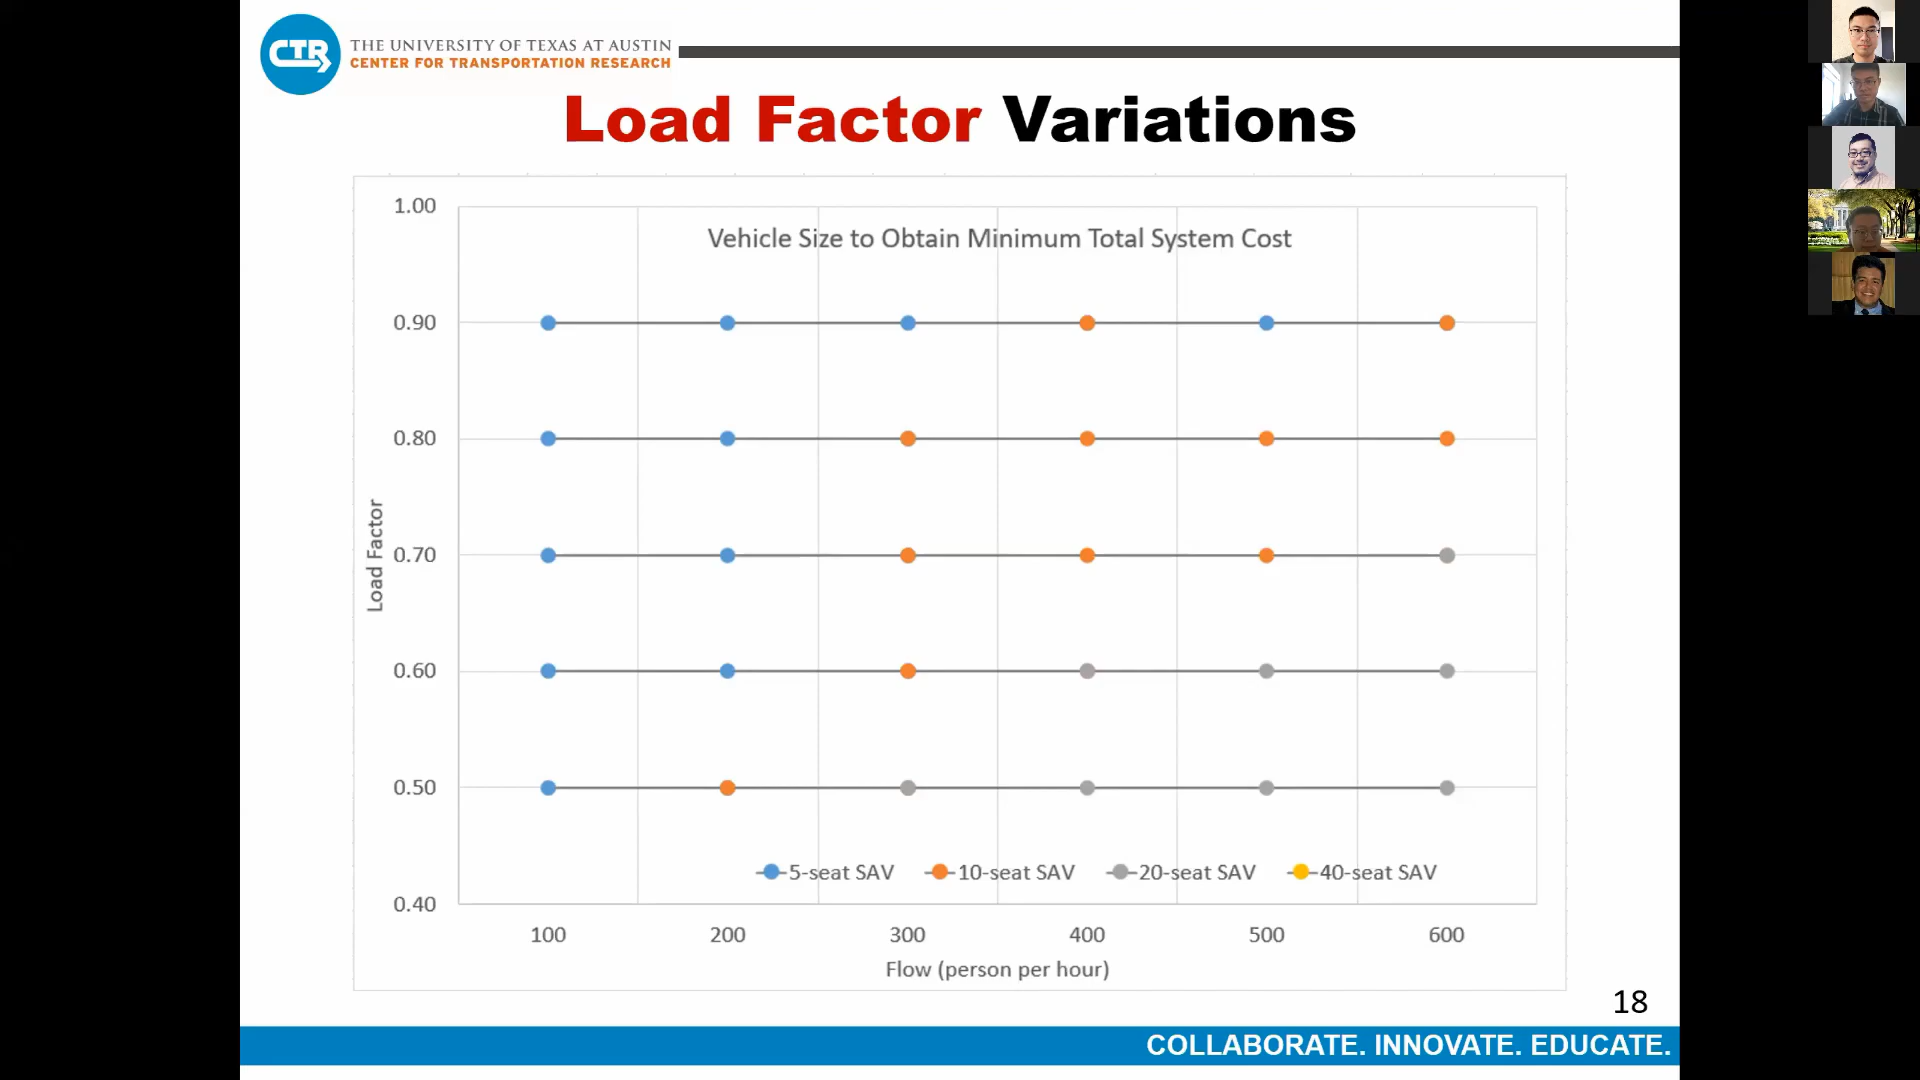 CTR
THE UNIVERSITY OF TEXAS AT AUSTIN
CENTER FOR TRANSPORTATION RESEARCH
Load Factor Variations
Vehicle Size to Obtain Minimum Total System Cost
1.00
0.90
0.80
0.70
0.60
0.50
0.40
Load Factor
5-seat SAV 10-seat SAV 20-seat SAV 40-seat SAV
100 200 300 400 500 600
Flow (person per hour)
18
COLLABORATE. INNOVATE. EDUCATE.